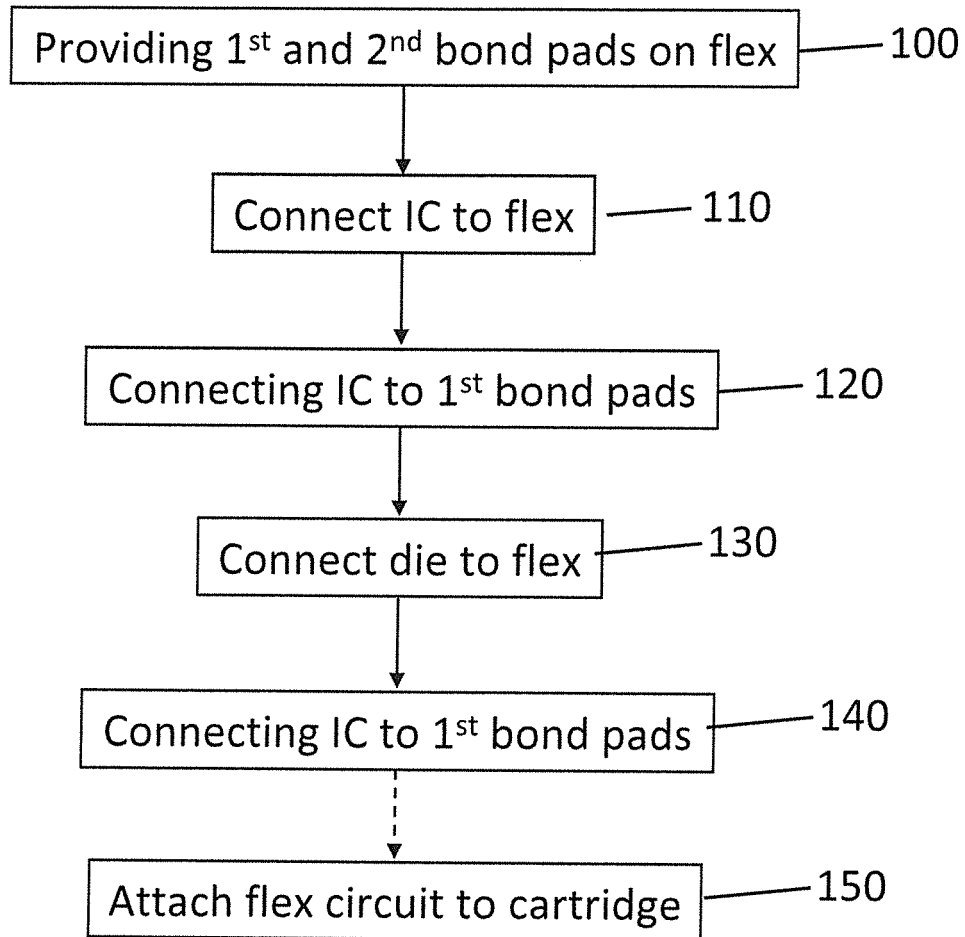 Providing 1st and 2nd bond pads on flex 100
Connect IC to flex 110
Connecting IC to 1st bond pads 120
Connect die to flex 130
Connecting IC to 1st bond pads 140
Attach flex circuit to cartridge 150